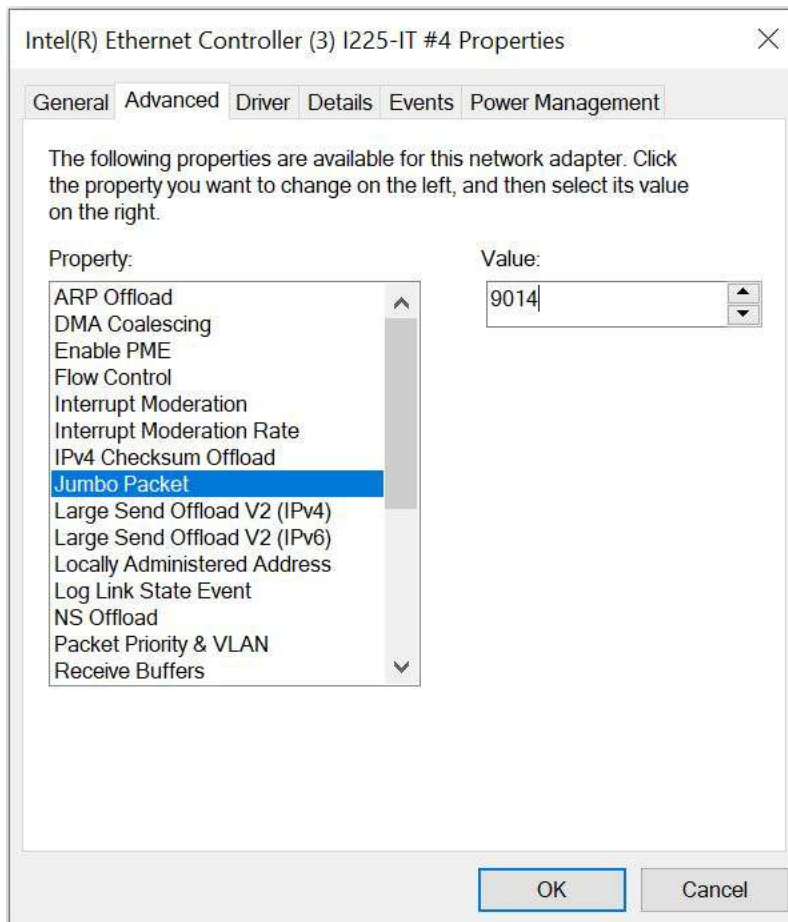 Intel(R) Ethernet Controller (3) I225-IT #4 Properties
General Advanced Driver Details Events Power Management
The following properties are available for this network adapter. Click
the property you want to change on the left, and then select its value
on the right.
Property:
Value:
ARP Offload
DMA Coalescing
Enable PME
Flow Control
Interrupt Moderation
Interrupt Moderation Rate
IPv4 Checksum Offload
Jumbo Packet
Large Send Offload V2 (IPv4)
Large Send Offload V2 (IPv6)
Locally Administered Address
Log Link State Event
NS Offload
Packet Priority & VLAN
Receive Buffers
9014
OK
Cancel